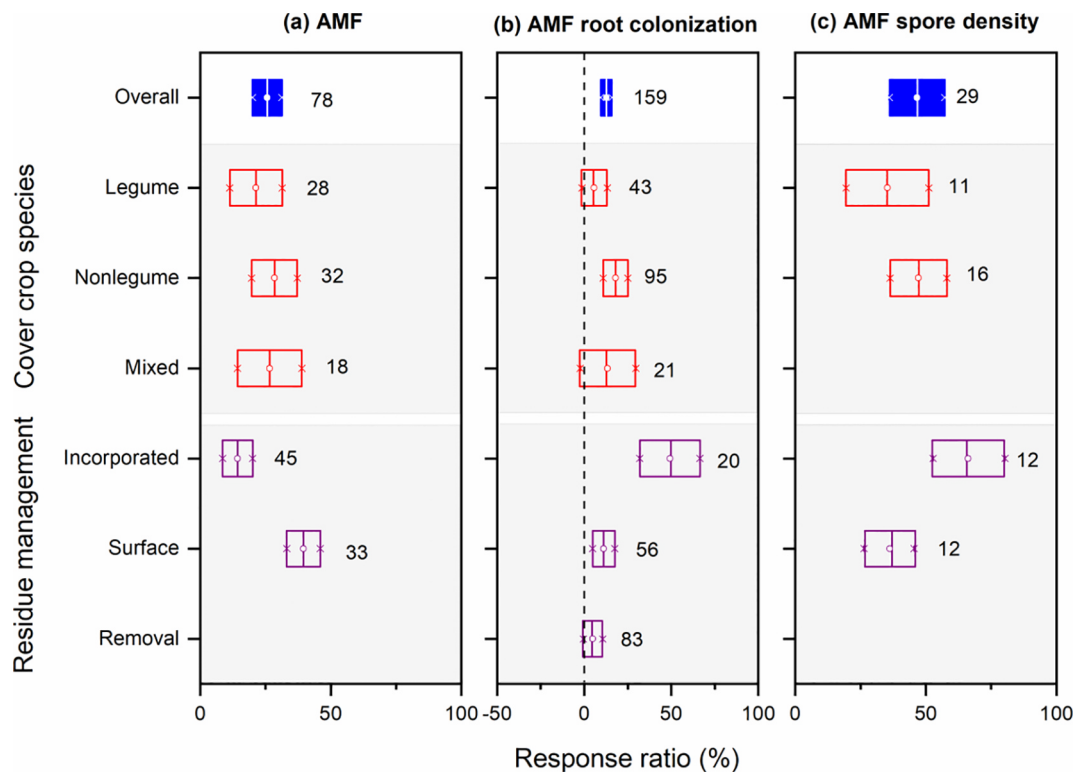 (a) AMF
(b) AMF root colonization
(c) AMF spore density
Cover crop species
Residue management
Overall 78 159 29
Legume 28 43 11
Nonlegume 32 95 16
Mixed 18 21
Incorporated 45 20 12
Surface 33 56 12
Removal 83
0 50 100
-50 0 50 100
0 50 100
Response ratio (%)